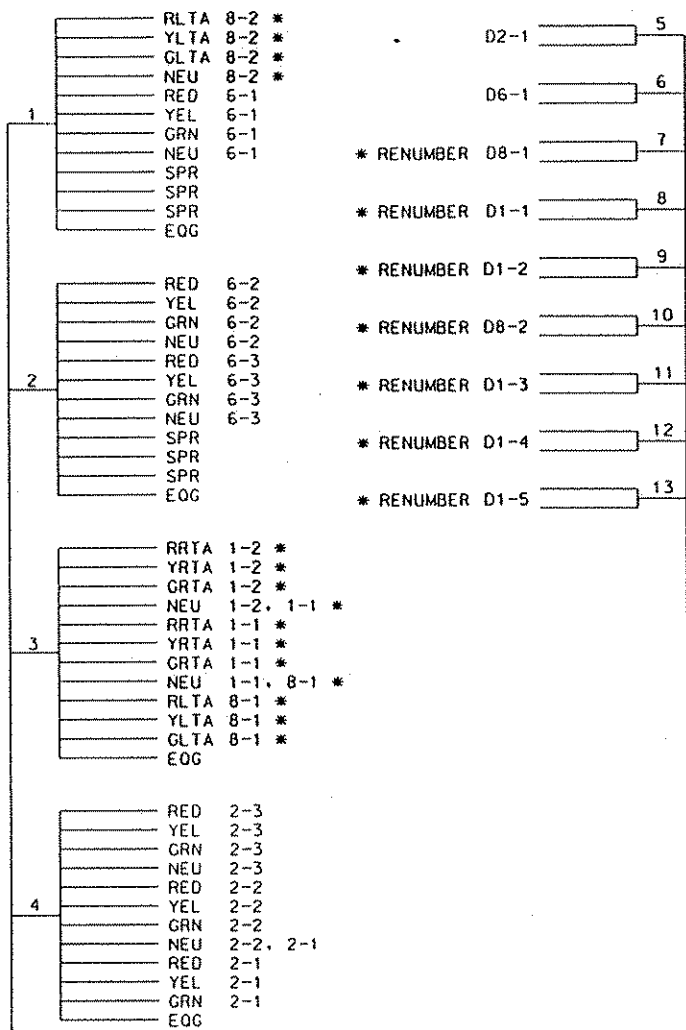 1
RLTA 8-2 *
YLTA 8-2 *
GLTA 8-2 *
NEU 8-2 *
RED 6-1
YEL 6-1
GRN 6-1
NEU 6-1
SPR
SPR
SPR
EQG
2
RED 6-2
YEL 6-2
GRN 6-2
NEU 6-2
RED 6-3
YEL 6-3
GRN 6-3
NEU 6-3
SPR
SPR
SPR
EQG
3
RRTA 1-2 *
YRTA 1-2 *
GRTA 1-2 *
NEU 1-2, 1-1 *
RRTA 1-1 *
YRTA 1-1 *
GRTA 1-1 *
NEU 1-1, 8-1 *
RLTA 8-1 *
YLTA 8-1 *
GLTA 8-1 *
EQG
4
RED 2-3
YEL 2-3
GRN 2-3
NEU 2-3
RED 2-2
YEL 2-2
GRN 2-2
NEU 2-2, 2-1
RED 2-1
YEL 2-1
GRN 2-1
EQG
D2-1 5
D6-1 6
* RENUMBER D8-1 7
* RENUMBER D1-1 8
* RENUMBER D1-2 9
* RENUMBER D8-2 10
* RENUMBER D1-3 11
* RENUMBER D1-4 12
* RENUMBER D1-5 13